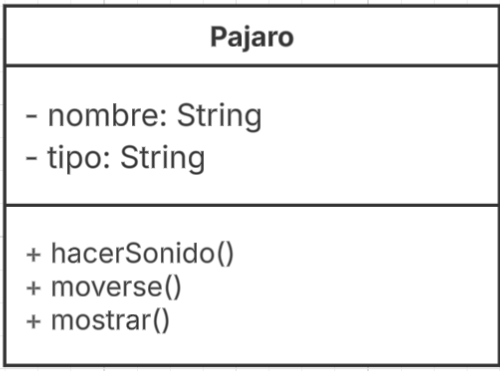 Pajaro
- nombre: String
- tipo: String
+ hacerSonido()
+ moverse()
+ mostrar()